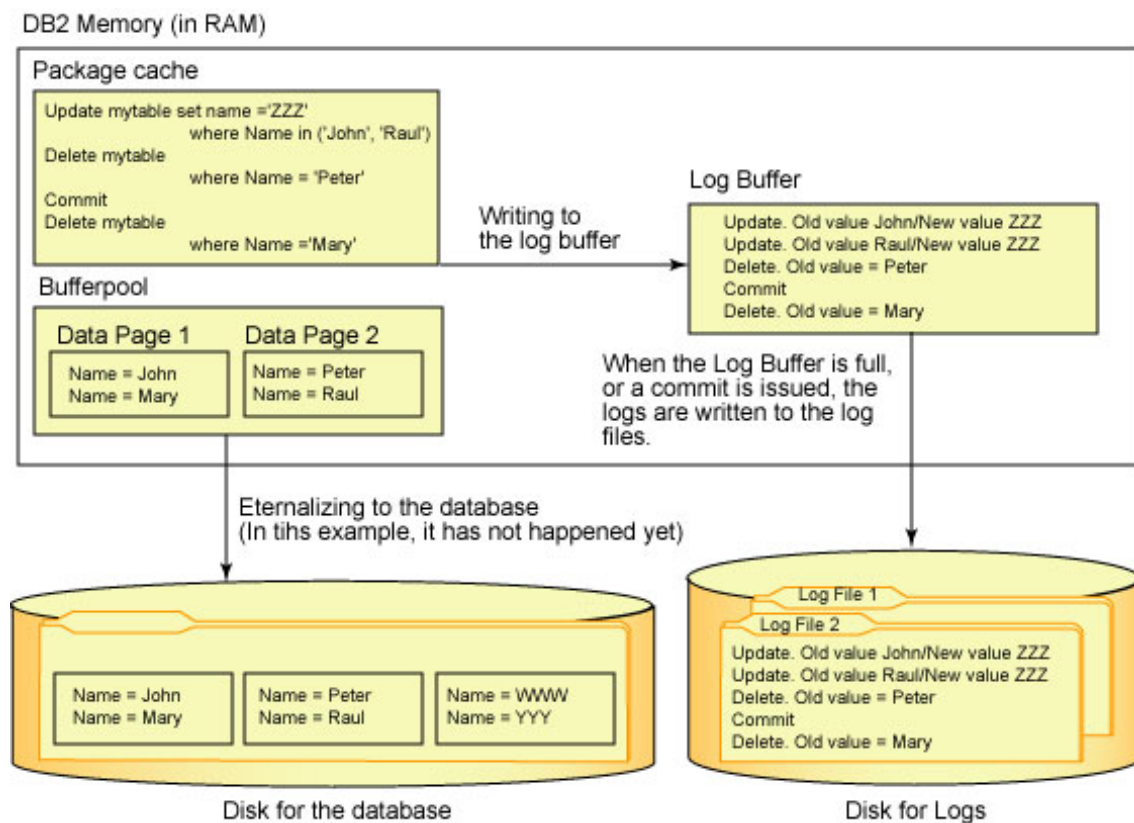 DB2 Memory (in RAM)
Package cache
Update mytable set name ='ZZZ'
where Name in ('John', 'Raul')
Delete mytable
where Name = 'Peter'
Commit
Delete mytable
where Name ='Mary'
Writing to
the log buffer
Log Buffer
Update. Old value John/New value ZZZ
Update. Old value Raul/New value ZZZ
Delete. Old value = Peter
Commit
Delete. Old value = Mary
Bufferpool
Data Page 1
Name = John
Name = Mary
Data Page 2
Name = Peter
Name = Raul
When the Log Buffer is full,
or a commit is issued, the
logs are written to the log
files.
Eternalizing to the database
(In tihs example, it has not happened yet)
Name = John
Name = Mary
Name = Peter
Name = Raul
Name = WWW
Name = YYY
Disk for the database
Log File 1
Log File 2
Update. Old value John/New value ZZZ
Update. Old value Raul/New value ZZZ
Delete. Old value = Peter
Commit
Delete. Old value = Mary
Disk for Logs